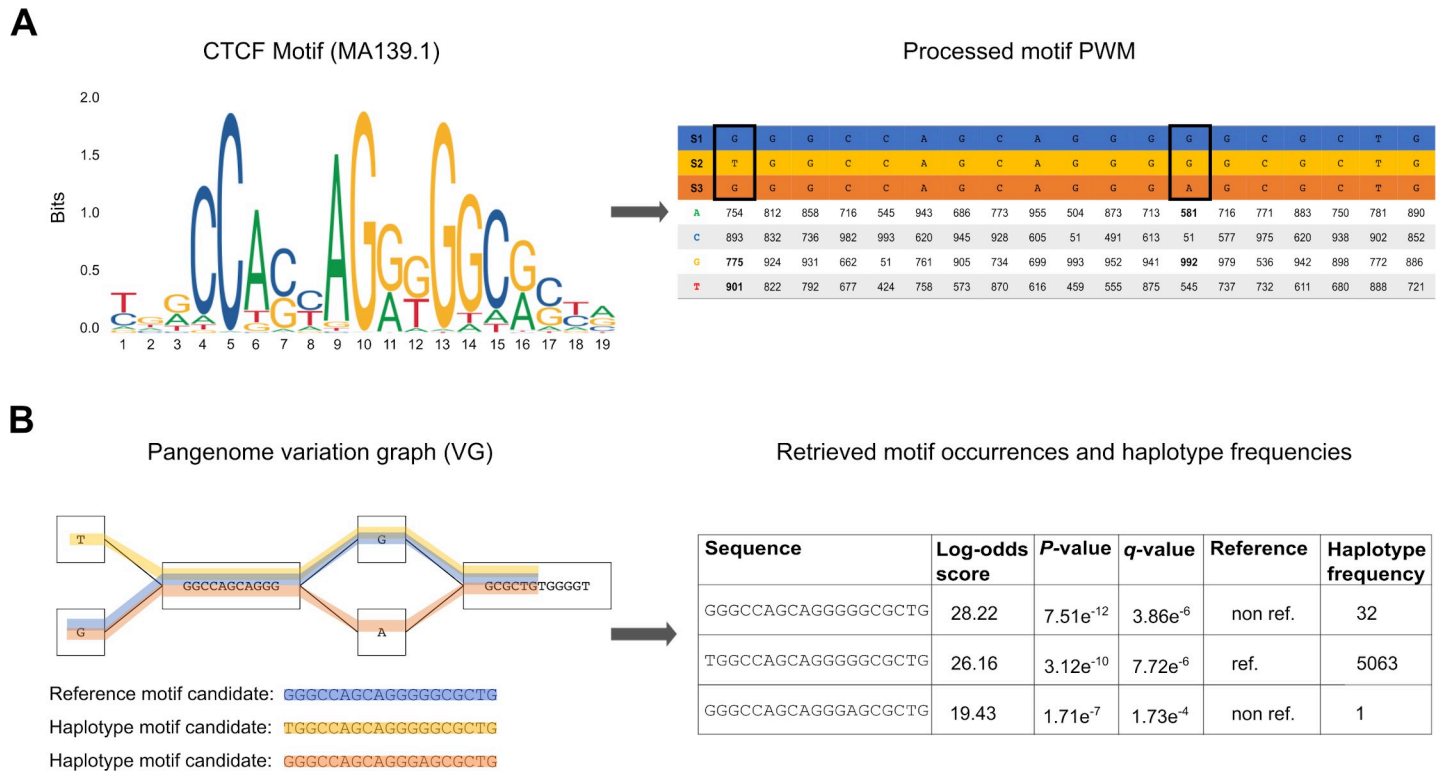 A
CTCF Motif (MA139.1)
Processed motif PWM
2.0
1.5
1.0
0.5
0.0
Bits
1 2 3 4 5 6 7 8 9 10 11 12 13 14 15 16 17 18 19
S1 G G G C C A G C A G G G G G C G C T G
S2 T G G C C A G C A G G G G G C G C T G
S3 G G G C C A G C A G G G A G C G C T G
A 754 812 858 716 545 943 686 773 955 504 873 713 581 716 771 883 750 781 890
C 893 832 736 982 993 620 945 928 605 51 491 613 51 577 975 620 938 902 852
G 775 924 931 662 51 761 905 734 699 993 952 941 992 979 536 942 898 772 886
T 901 822 792 677 424 758 573 870 616 459 555 875 545 737 732 611 680 888 721
B
Pangenome variation graph (VG)
Retrieved motif occurrences and haplotype frequencies
T
G
GGCCAGCAGGG
GCGCTGTGGGGT
G
A
Reference motif candidate: GGGCCAGCAGGGGGCGCTG
Haplotype motif candidate: TGGCCAGCAGGGGGCGCTG
Haplotype motif candidate: GGGCCAGCAGGGAGCGCTG
Sequence Log-odds score P-value q-value Reference Haplotype frequency
GGGCCAGCAGGGGGCGCTG 28.22 7.51e-12 3.86e-6 non ref. 32
TGGCCAGCAGGGGGCGCTG 26.16 3.12e-10 7.72e-6 ref. 5063
GGGCCAGCAGGGAGCGCTG 19.43 1.71e-7 1.73e-4 non ref. 1